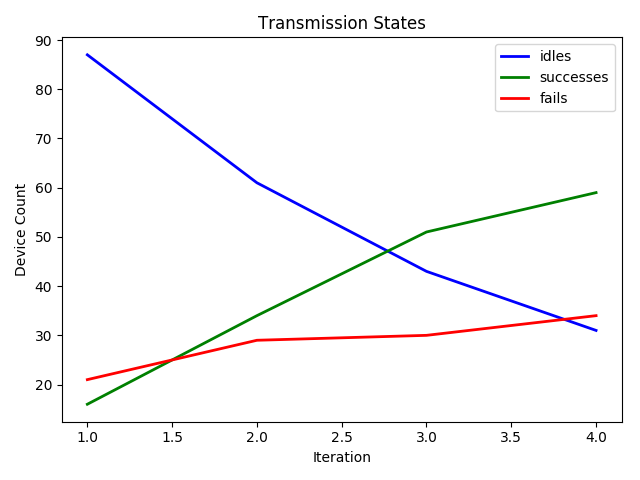 Transmission States
90
80
70
60
50
40
30
20
Device Count
idles
successes
fails
1.0 1.5 2.0 2.5 3.0 3.5 4.0
Iteration